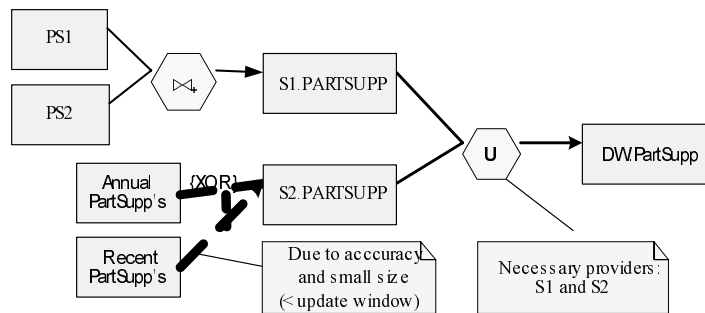 PS1
PS2
⋈+
S1.PARTSUPP
U
DW.PartSupp
Annual
PartSupp's
{XOR}
S2.PARTSUPP
Recent
PartSupp's
Due to acccuracy
and small size
(< update window)
Necessary providers:
S1 and S2